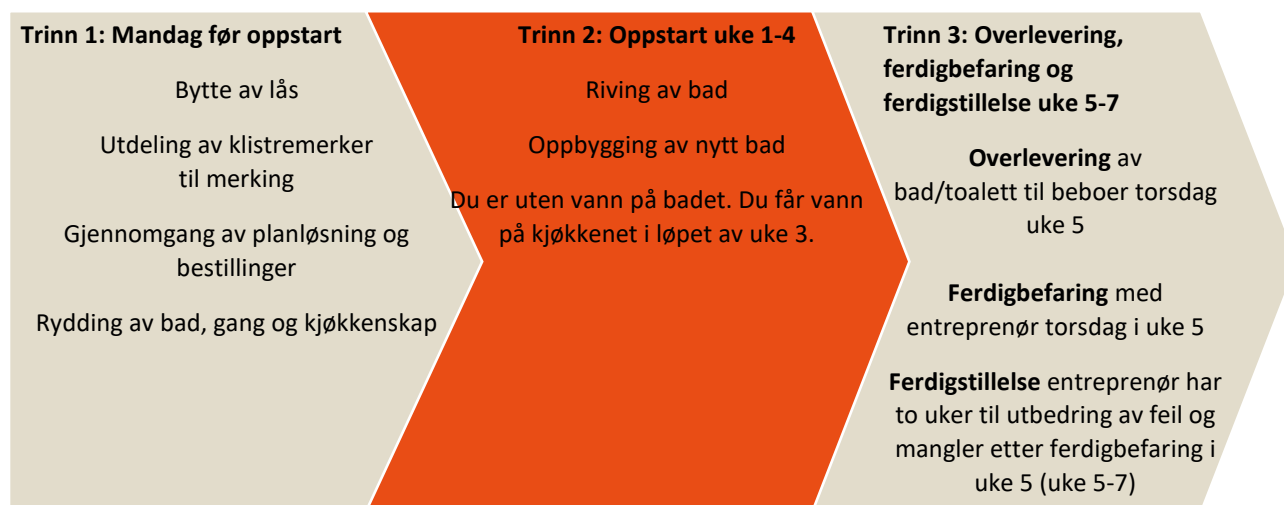 Trinn 1: Mandag før oppstart
Bytte av lås
Utdeling av klistremerker
til merking
Gjennomgang av planløsning og
bestillinger
Rydding av bad, gang og kjøkkenskap
Trinn 2: Oppstart uke 1-4
Riving av bad
Oppbygging av nytt bad
Du er uten vann på badet. Du får vann
på kjøkkenet i løpet av uke 3.
Trinn 3: Overlevering,
ferdigbefaring og
ferdigstillelse uke 5-7
Overlevering av
bad/toalett til beboer torsdag
uke 5
Ferdigbefaring med
entreprenør torsdag i uke 5
Ferdigstillelse entreprenør har
to uker til utbedring av feil og
mangler etter ferdigbefaring i
uke 5 (uke 5-7)